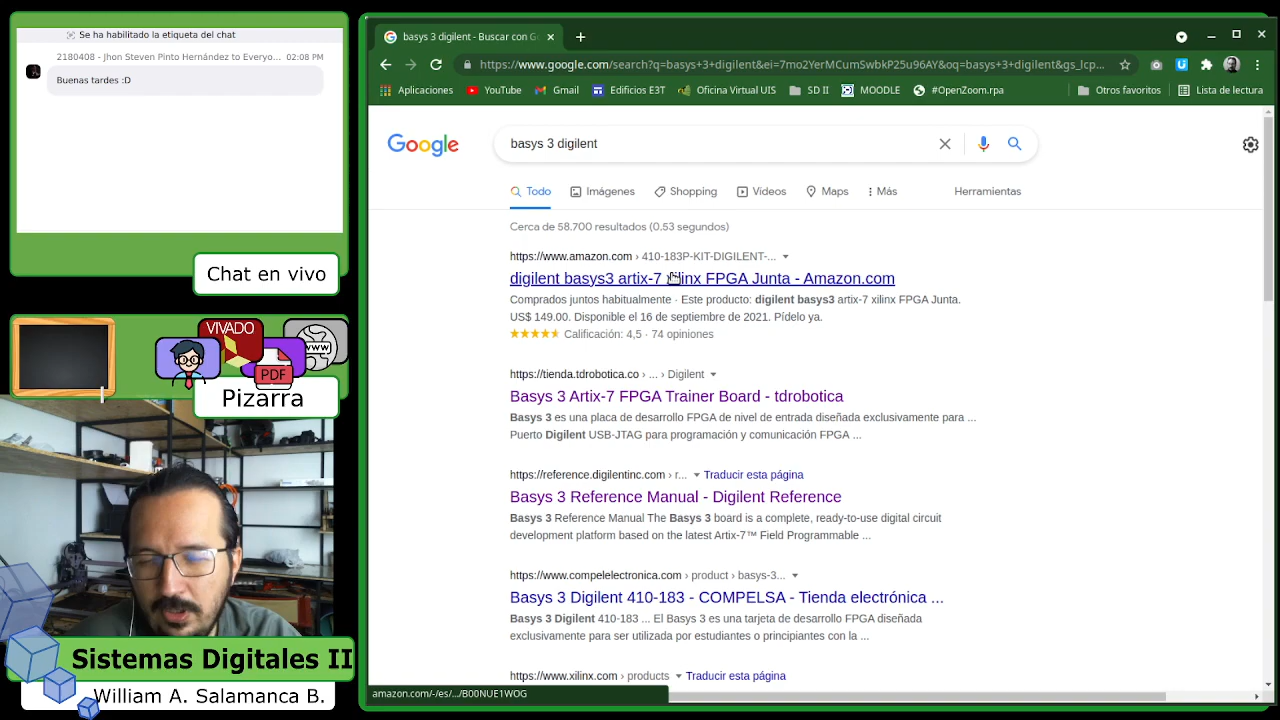 Se ha habilitado la etiqueta del chat
2180408 - Jhon Steven Pinto Hernández to Everyo... 02:08 PM
Buenas tardes :D
Chat en vivo
VIVADO
WWW
PDF
Pizarra
Sistemas Digitales II
William A. Salamanca B.
basys 3 digilent - Buscar con G
https://www.google.com/search?q=basys+3+digilent&ei=7mo2YerMCumSwbkP25u96AY&oq=basys+3+digilent&gs_lcp...
Aplicaciones YouTube Gmail Edificios E3T Oficina Virtual UIS SD II MOODLE #OpenZoom.rpa Otros favoritos Lista de lectura
Google basys 3 digilent
Todo Imágenes Shopping Vídeos Maps Más Herramientas
Cerca de 58.700 resultados (0,53 segundos)
https://www.amazon.com › 410-183P-KIT-DIGILENT-...
digilent basys3 artix-7 xilinx FPGA Junta - Amazon.com
Comprados juntos habitualmente · Este producto: digilent basys3 artix-7 xilinx FPGA Junta.
US$ 149.00. Disponible el 16 de septiembre de 2021. Pídelo ya.
Calificación: 4,5 · 74 opiniones
https://tienda.tdrobotica.co › ... › Digilent
Basys 3 Artix-7 FPGA Trainer Board - tdrobotica
Basys 3 es una placa de desarrollo FPGA de nivel de entrada diseñada exclusivamente para ...
Puerto Digilent USB-JTAG para programación y comunicación FPGA ...
https://reference.digilentinc.com › r... Traducir esta página
Basys 3 Reference Manual - Digilent Reference
Basys 3 Reference Manual The Basys 3 board is a complete, ready-to-use digital circuit
development platform based on the latest Artix-7™ Field Programmable ...
https://www.compelelectronica.com › product › basys-3...
Basys 3 Digilent 410-183 - COMPELSA - Tienda electrónica ...
Basys 3 Digilent 410-183 ... El Basys 3 es una tarjeta de desarrollo FPGA diseñada
exclusivamente para ser utilizada por estudiantes o principiantes con la ...
https://www.xilinx.com › products Traducir esta página
amazon.com/-/es/.../B00NUE1WOG